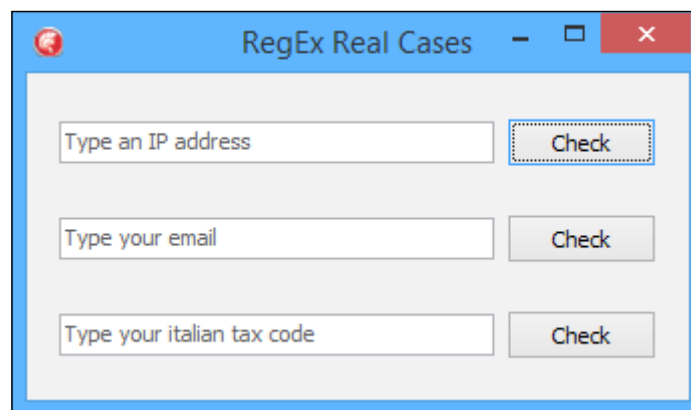 RegEx Real Cases
Type an IP address
Check
Type your email
Check
Type your italian tax code
Check